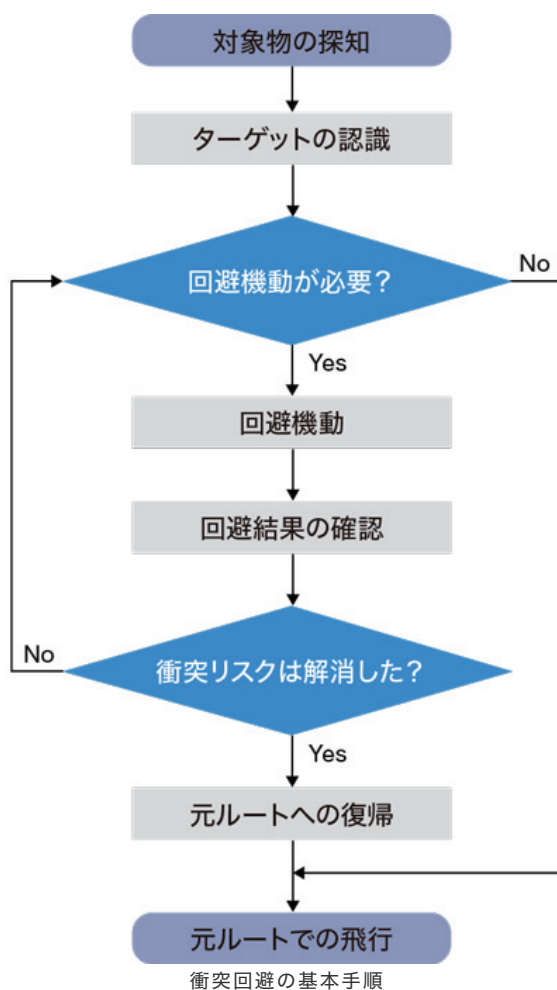 対象物の探知
ターゲットの認識
回避機動が必要？
No
Yes
回避機動
回避結果の確認
No
衝突リスクは解消した？
Yes
元ルートへの復帰
元ルートでの飛行
衝突回避の基本手順